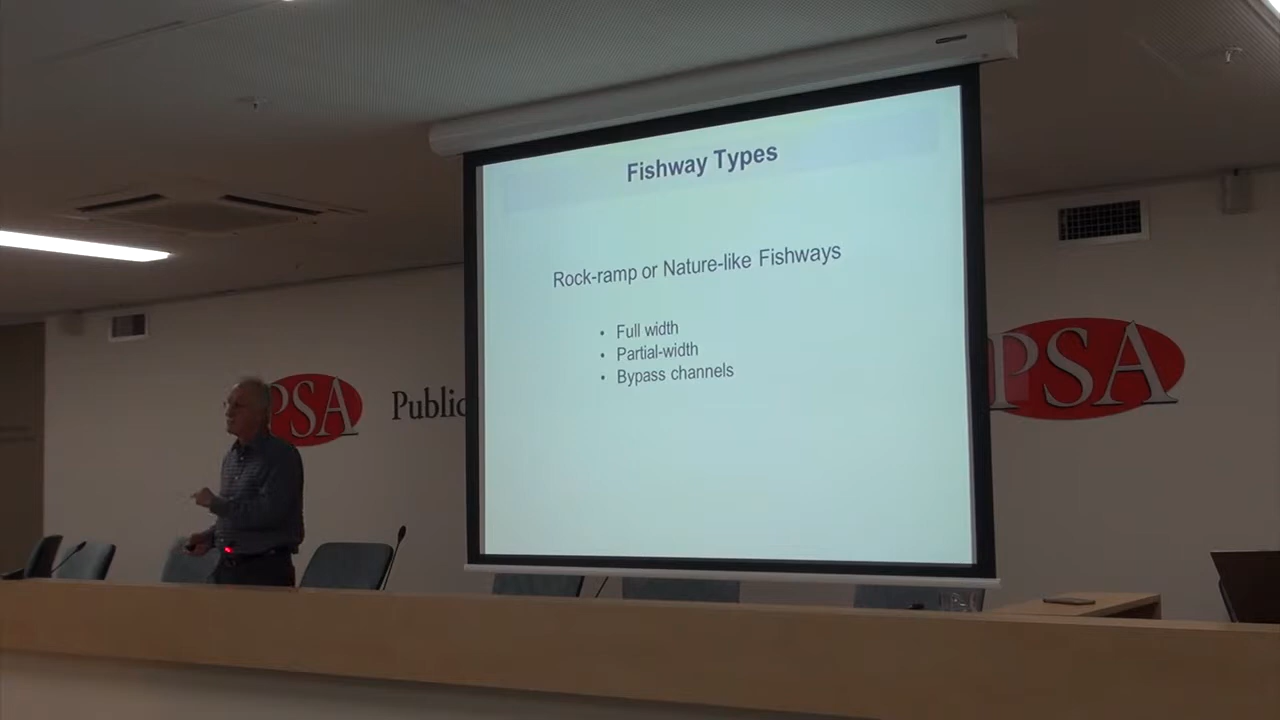 Fishway Types
Rock-ramp or Nature-like Fishways
• Full width
• Partial-width
• Bypass channels
PSA
Public
PSA